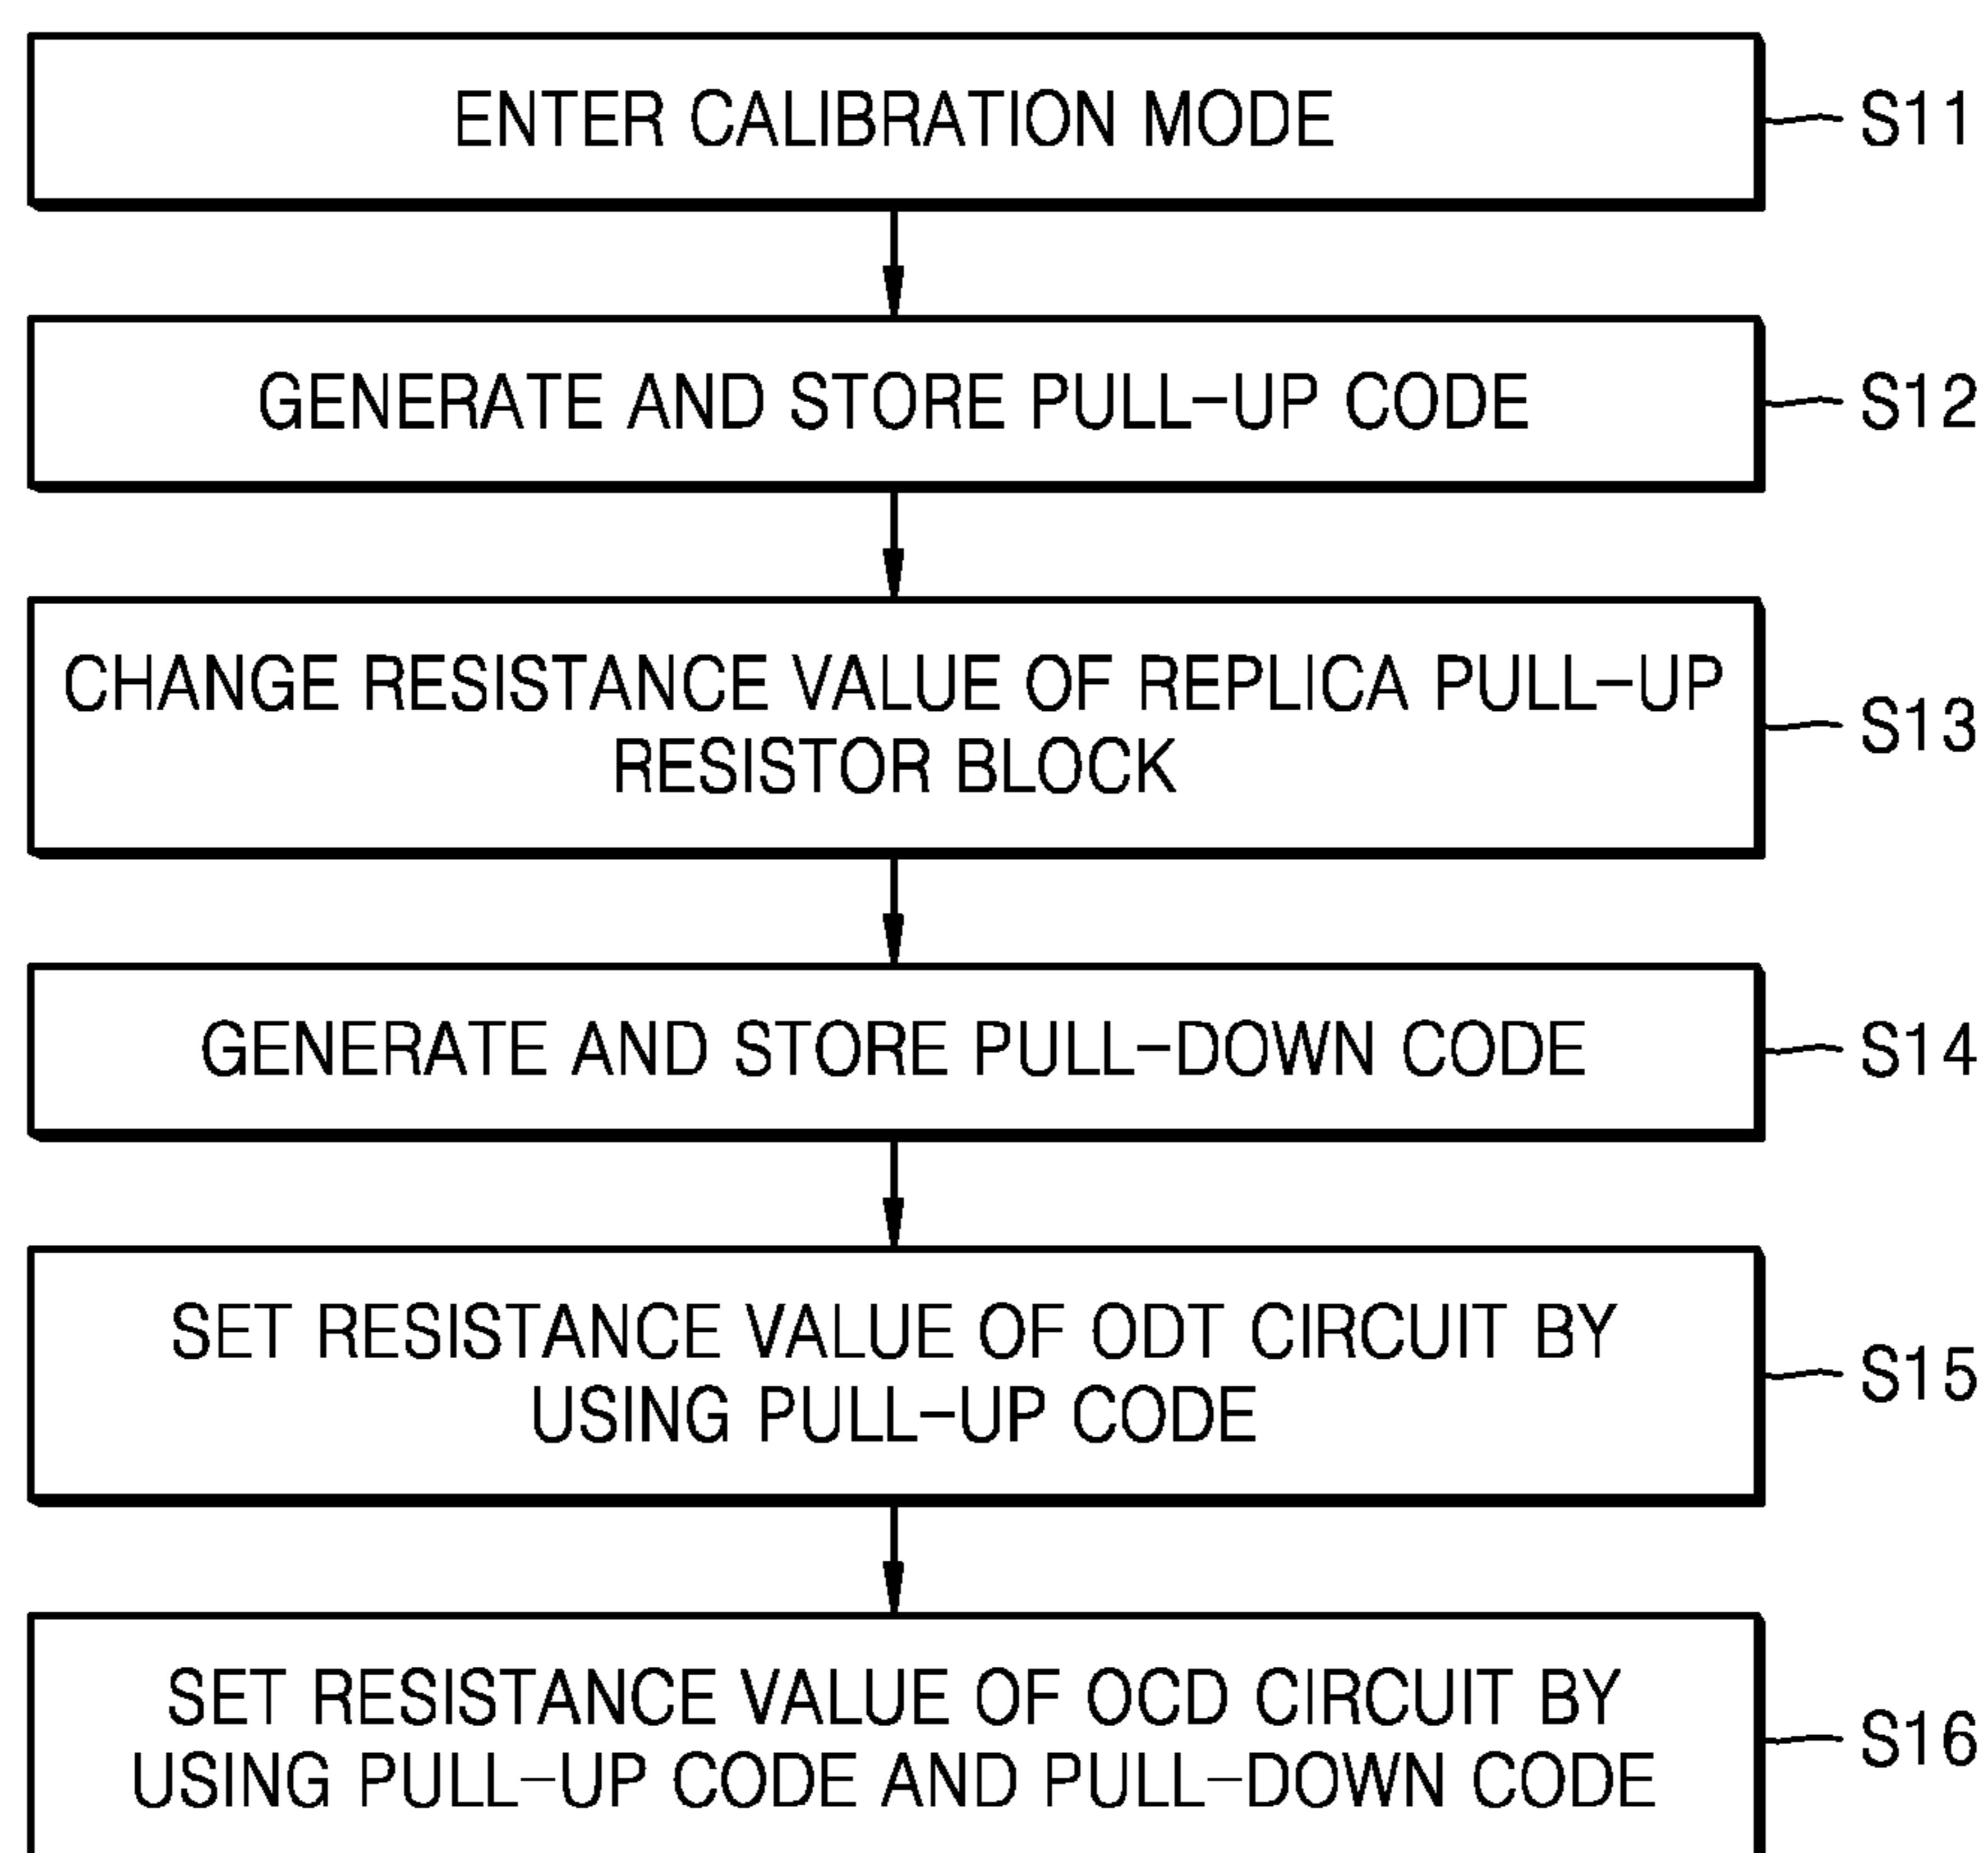 ENTER CALIBRATION MODE
S11
GENERATE AND STORE PULL-UP CODE
S12
CHANGE RESISTANCE VALUE OF REPLICA PULL-UP
RESISTOR BLOCK
S13
GENERATE AND STORE PULL-DOWN CODE
S14
SET RESISTANCE VALUE OF ODT CIRCUIT BY
USING PULL-UP CODE
S15
SET RESISTANCE VALUE OF OCD CIRCUIT BY
USING PULL-UP CODE AND PULL-DOWN CODE
S16